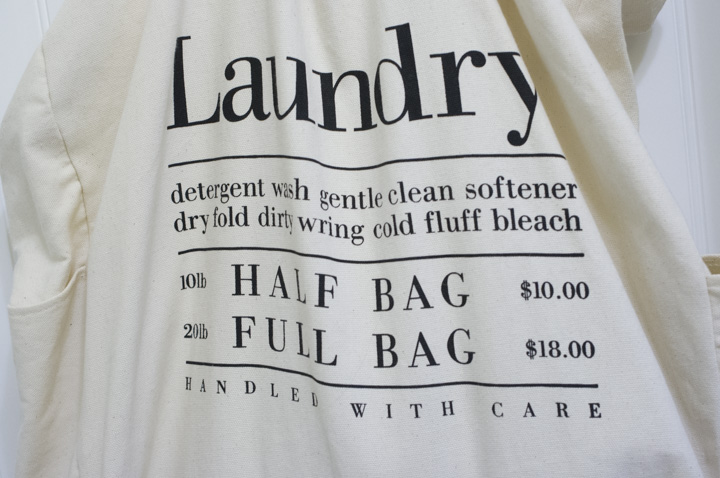 Laundry
detergent wash gentle clean softener
dry fold dirty wring cold fluff bleach
10lb HALF BAG $10.00
20lb FULL BAG $18.00
HANDLED WITH CARE